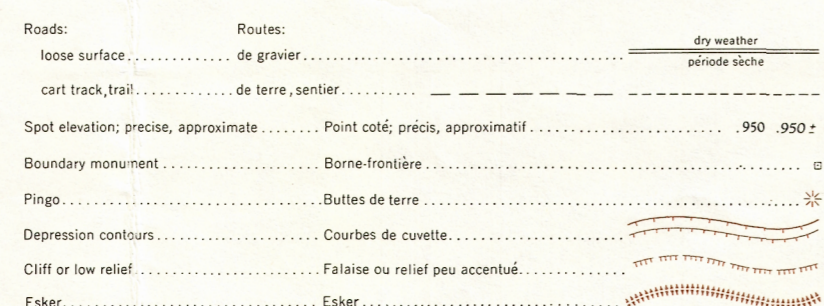 Roads: Routes:
dry weather
loose surface.............. de gravier..................................................
période sèche
cart track,trail............. de terre,sentier...........
Spot elevation; precise, approximate ........ Point coté; précis, approximatif............................ .950 .950±
Boundary monument...................... Borne-frontière...........................................
Pingo.................................... Buttes de terre...........................................
Depression contours....................... Courbes de cuvette..........................
Cliff or low relief......................... Falaise ou relief peu accentué................
Esker.................................... Esker......................................